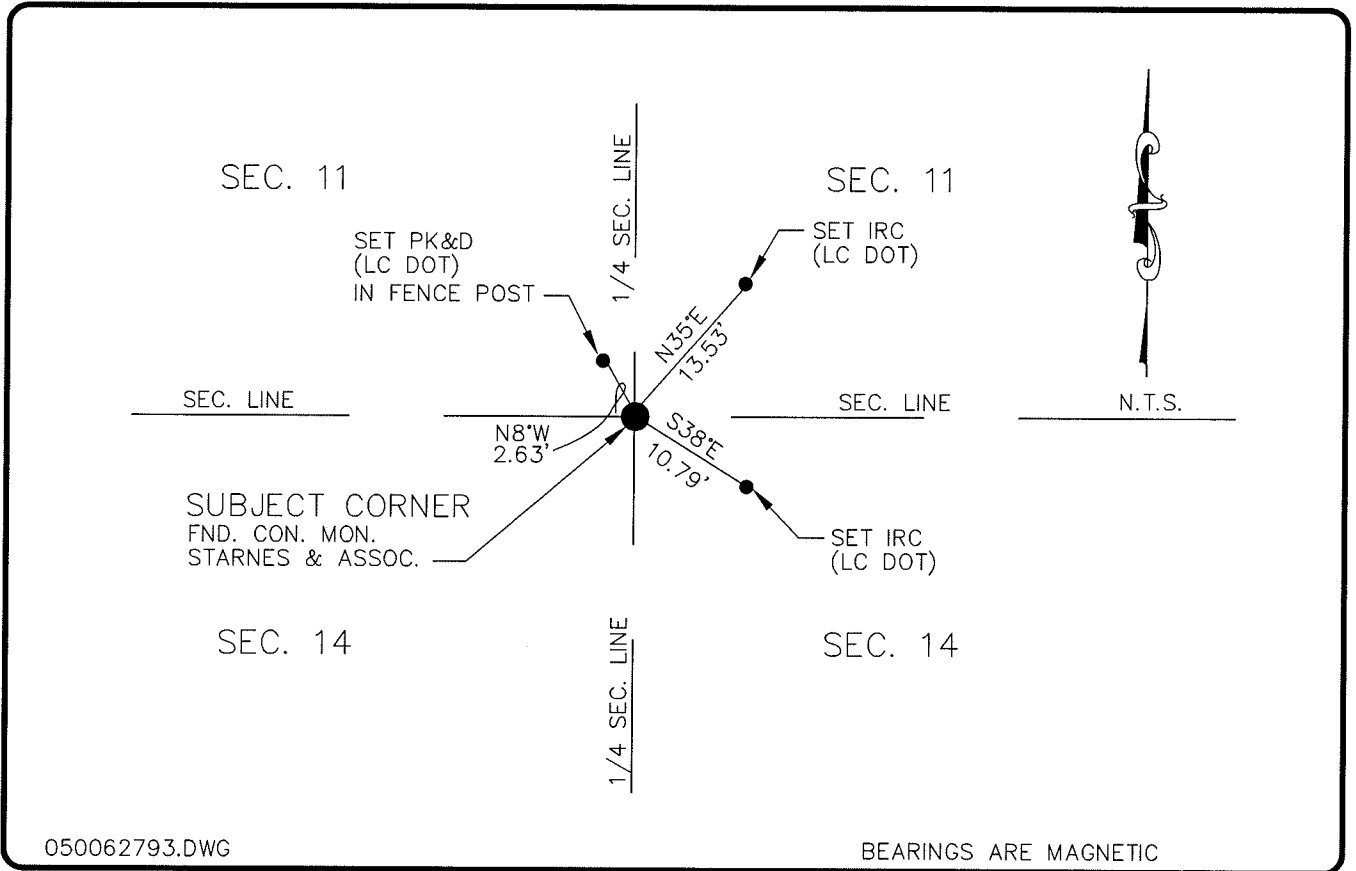 SEC. 11
SEC. 11
1/4 SEC. LINE
SET PK&D
(LC DOT)
IN FENCE POST
SET IRC
(LC DOT)
N35°E
13.53'
SEC. LINE
SEC. LINE
N.T.S.
N8°W
2.63'
S38°E
10.79'
SUBJECT CORNER
FND. CON. MON.
STARNES & ASSOC.
SET IRC
(LC DOT)
SEC. 14
SEC. 14
1/4 SEC. LINE
050062793.DWG
BEARINGS ARE MAGNETIC